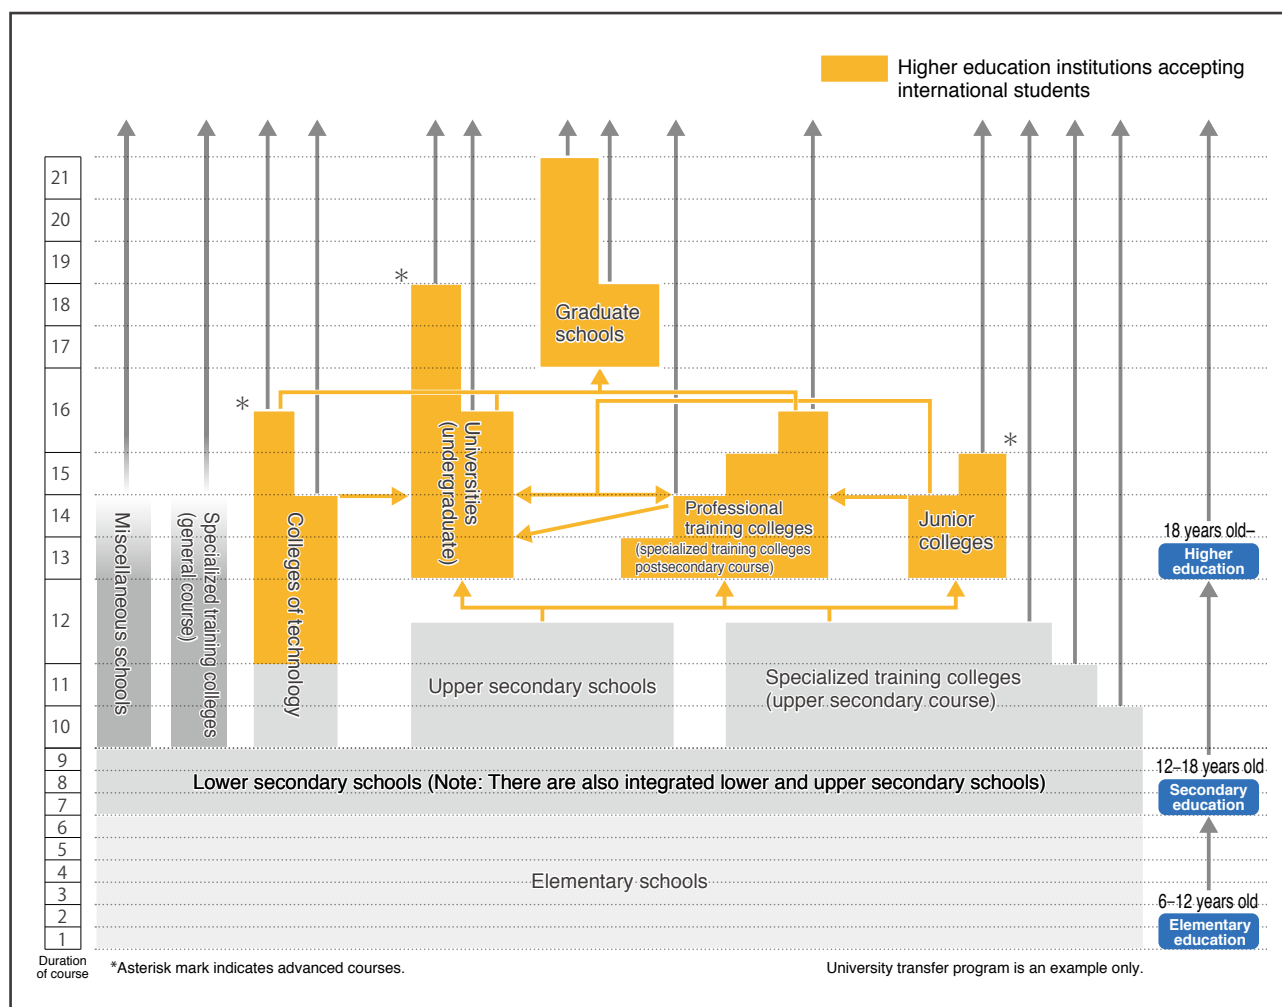 Higher education institutions accepting
international students
21
20
19
18
17
16
15
14
13
12
11
10
9
8
7
6
5
4
3
2
1
Duration
of course
*
*
*
Graduate
schools
Universities
(undergraduate)
Colleges of technology
Miscellaneous schools
Specialized training colleges
(general course)
Professional
training colleges
(specialized training colleges
postsecondary course)
Junior
colleges
Upper secondary schools
Specialized training colleges
(upper secondary course)
Lower secondary schools (Note: There are also integrated lower and upper secondary schools)
Elementary schools
18 years old–
Higher
education
12–18 years old
Secondary
education
6–12 years old
Elementary
education
*Asterisk mark indicates advanced courses.
University transfer program is an example only.